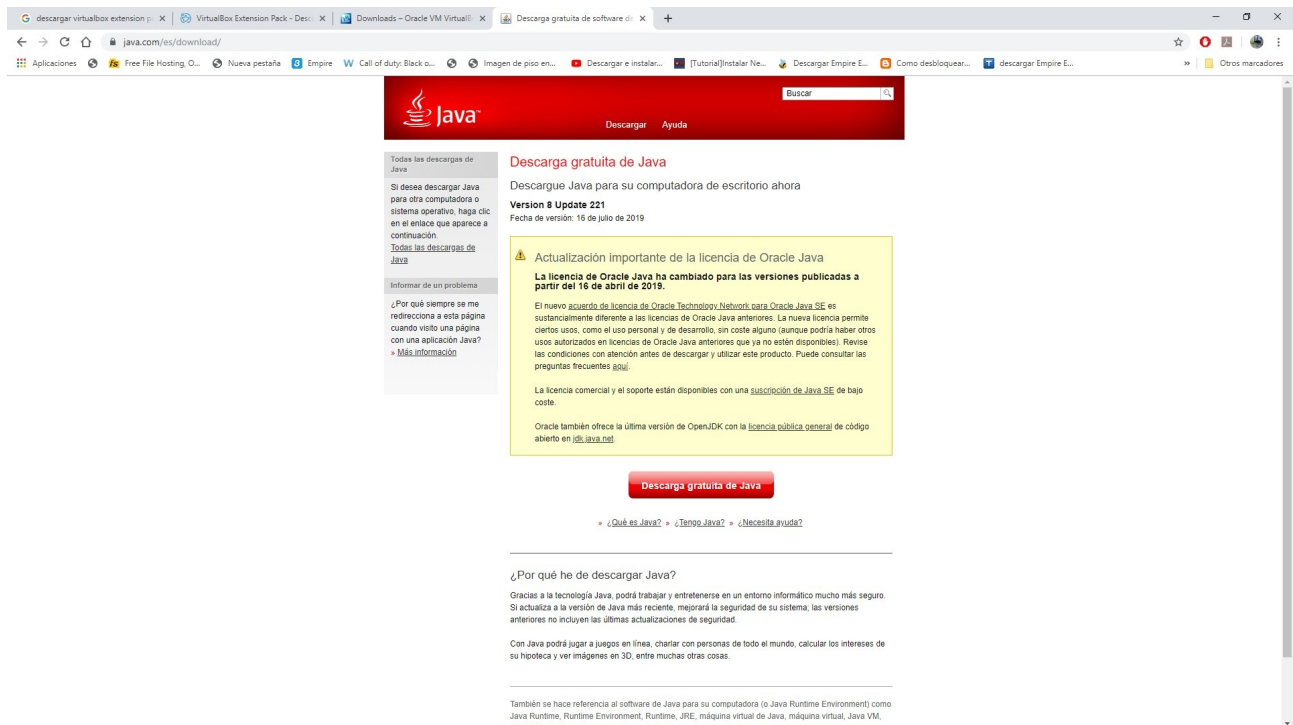 descargar virtualbox extension p
VirtualBox Extension Pack - Desc
Downloads – Oracle VM VirtualB
Descarga gratuita de software de
java.com/es/download/
Aplicaciones
Free File Hosting, O...
Nueva pestaña
Empire
Call of duty: Black o...
Imagen de piso en...
Descargar e instalar...
[Tutorial]Instalar Ne...
Descargar Empire E...
Como desbloquear...
descargar Empire E...
»
Otros marcadores
Java™
Buscar
Descargar Ayuda
Todas las descargas de
Java
Si desea descargar Java
para otra computadora o
sistema operativo, haga clic
en el enlace que aparece a
continuación.
Todas las descargas de
Java
Informar de un problema
¿Por qué siempre se me
redirecciona a esta página
cuando visito una página
con una aplicación Java?
» Más información
Descarga gratuita de Java
Descargue Java para su computadora de escritorio ahora
Version 8 Update 221
Fecha de versión: 16 de julio de 2019
Actualización importante de la licencia de Oracle Java
La licencia de Oracle Java ha cambiado para las versiones publicadas a
partir del 16 de abril de 2019.
El nuevo acuerdo de licencia de Oracle Technology Network para Oracle Java SE es
sustancialmente diferente a las licencias de Oracle Java anteriores. La nueva licencia permite
ciertos usos, como el uso personal y de desarrollo, sin coste alguno (aunque podría haber otros
usos autorizados en licencias de Oracle Java anteriores que ya no estén disponibles). Revise
las condiciones con atención antes de descargar y utilizar este producto. Puede consultar las
preguntas frecuentes aquí.
La licencia comercial y el soporte están disponibles con una suscripción de Java SE de bajo
coste.
Oracle también ofrece la última versión de OpenJDK con la licencia pública general de código
abierto en jdk.java.net.
Descarga gratuita de Java
» ¿Qué es Java? » ¿Tengo Java? » ¿Necesita ayuda?
¿Por qué he de descargar Java?
Gracias a la tecnología Java, podrá trabajar y entretenerse en un entorno informático mucho más seguro.
Si actualiza a la versión de Java más reciente, mejorará la seguridad de su sistema; las versiones
anteriores no incluyen las últimas actualizaciones de seguridad.
Con Java podrá jugar a juegos en línea, charlar con personas de todo el mundo, calcular los intereses de
su hipoteca y ver imágenes en 3D, entre muchas otras cosas.
También se hace referencia al software de Java para su computadora (o Java Runtime Environment) como
Java Runtime, Runtime Environment, Runtime, JRE, máquina virtual de Java, máquina virtual, Java VM,